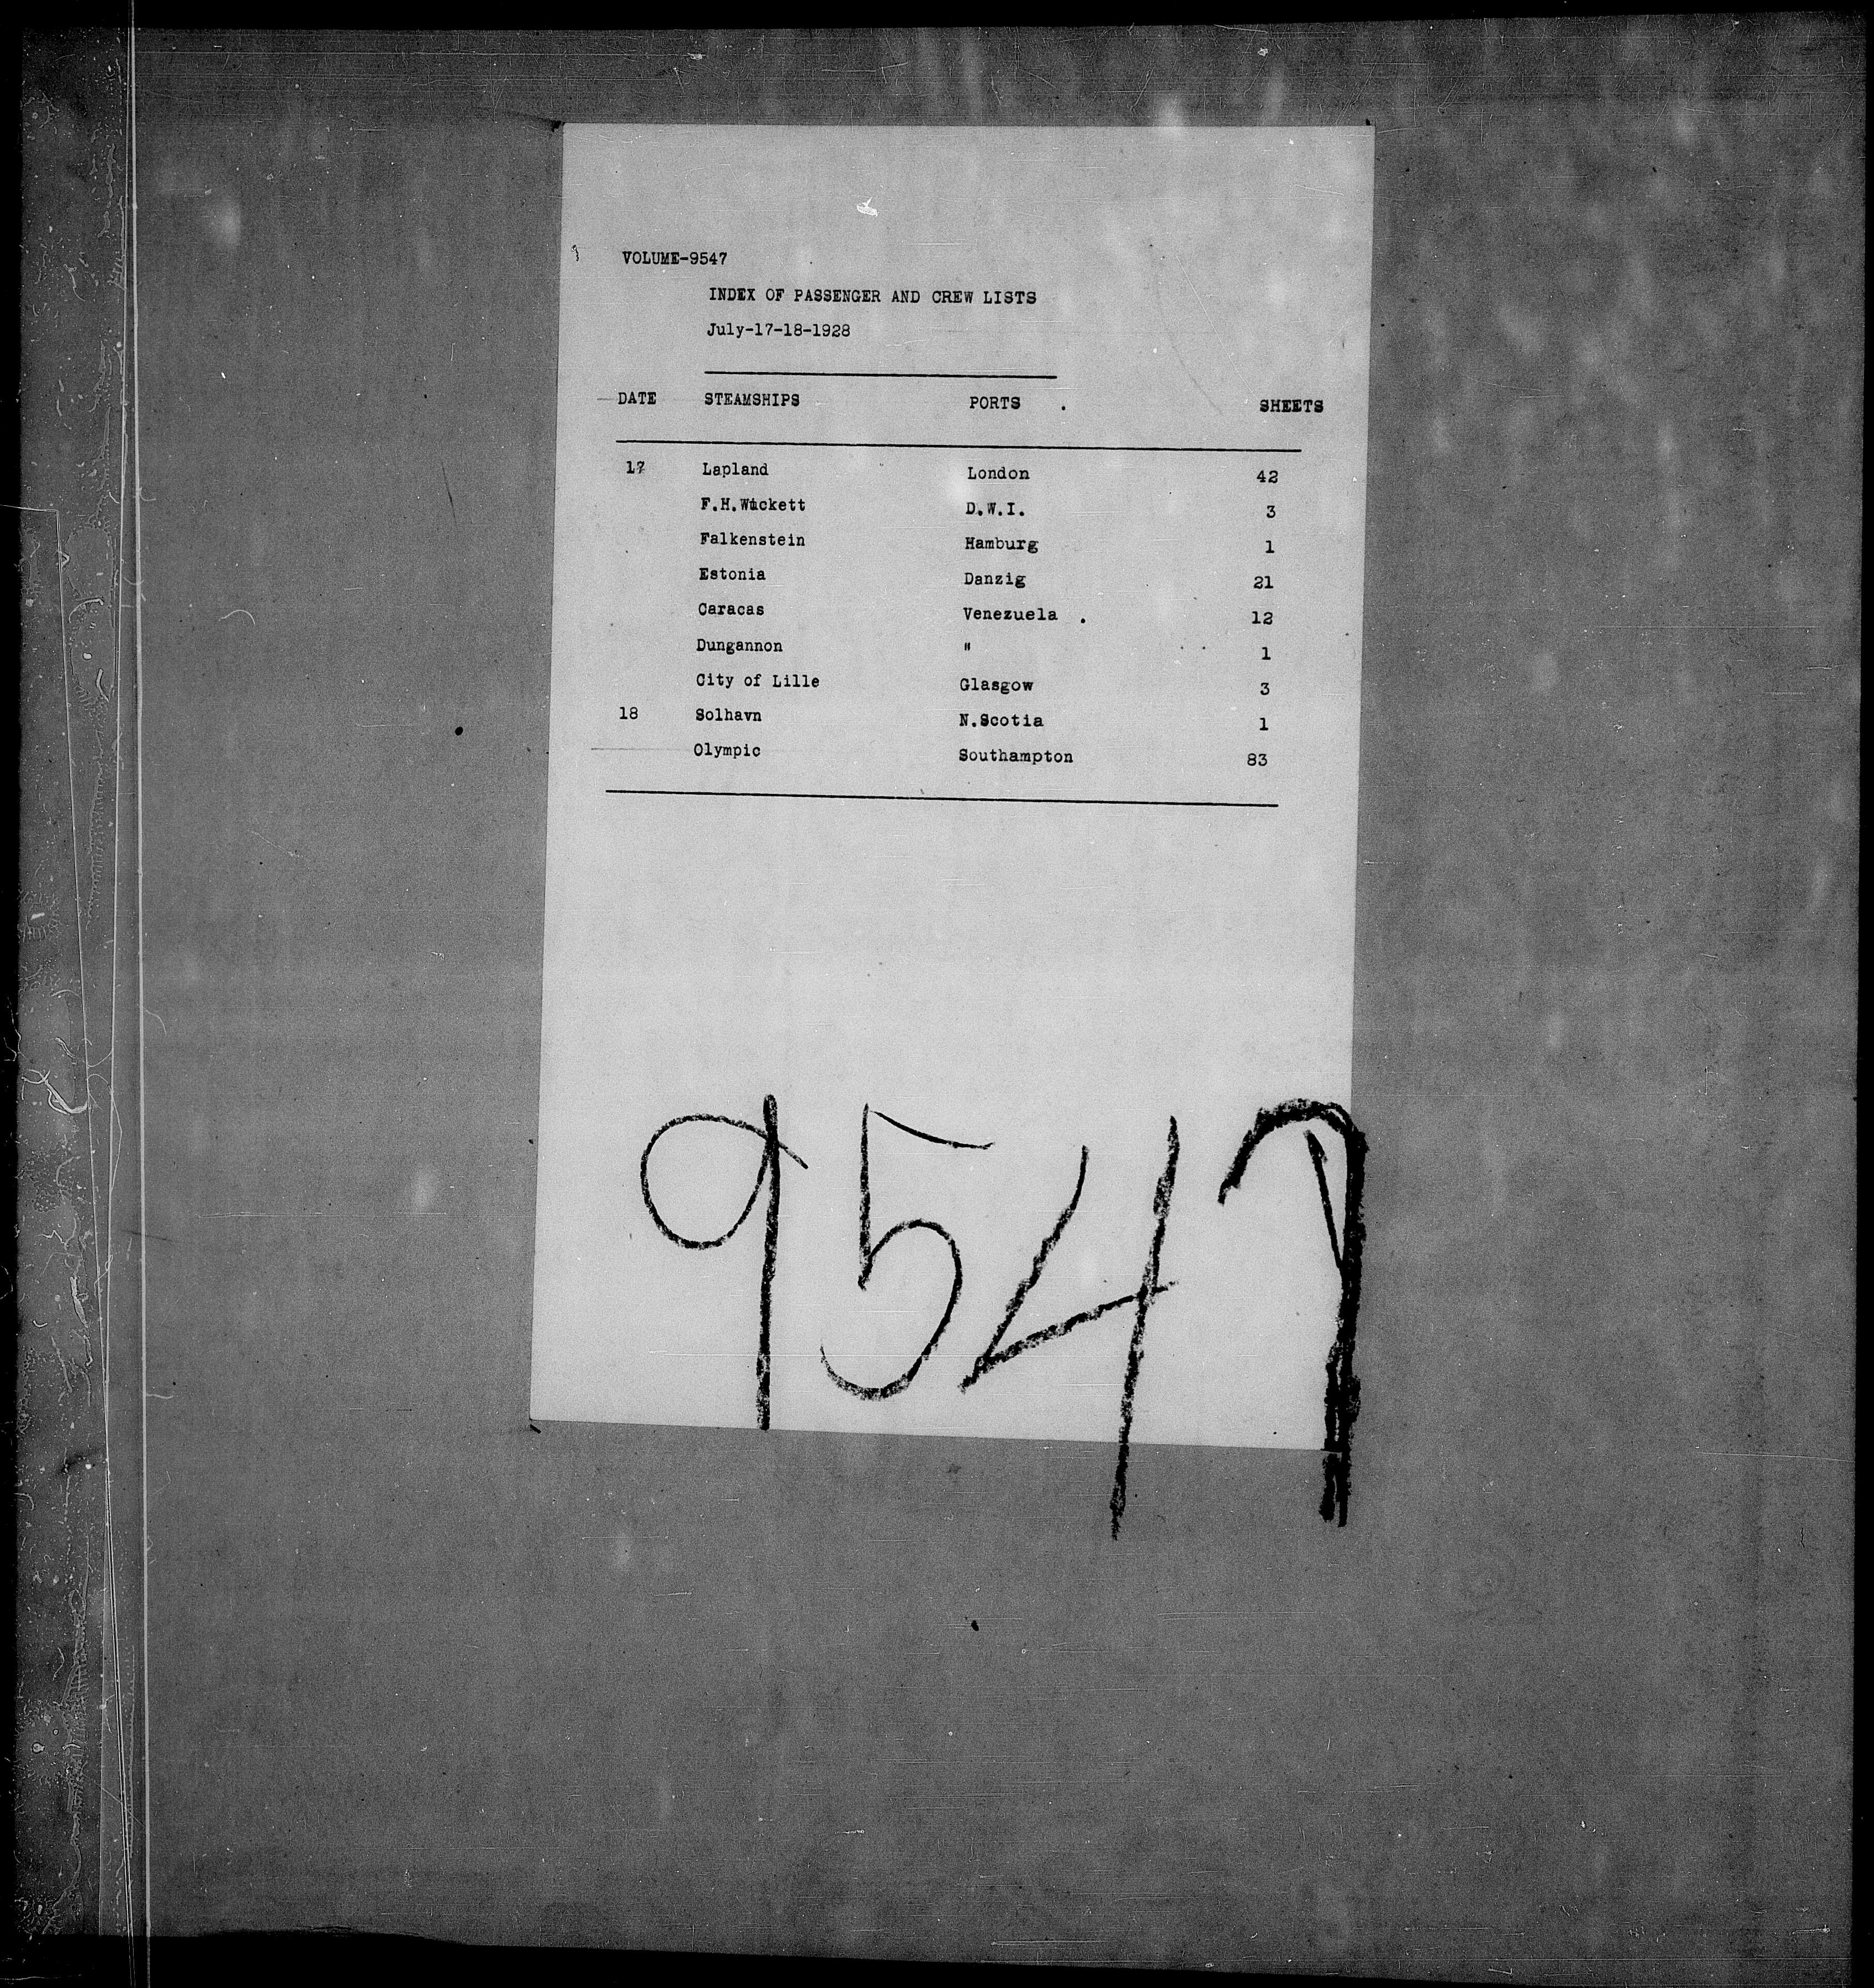 VOLUME-9547
INDEX OF PASSENGER AND CREW LISTS
July-17-18-1928
DATE STEAMSHIPS PORTS . SHEETS
17 Lapland London 42
F.H.Wickett D.W.I. 3
Falkenstein Hamburg 1
Estonia Danzig 21
Caracas Venezuela . 12
Dungannon " 1
City of Lille Glasgow 3
18 Solhavn N.Scotia 1
Olympic Southampton 83
9547